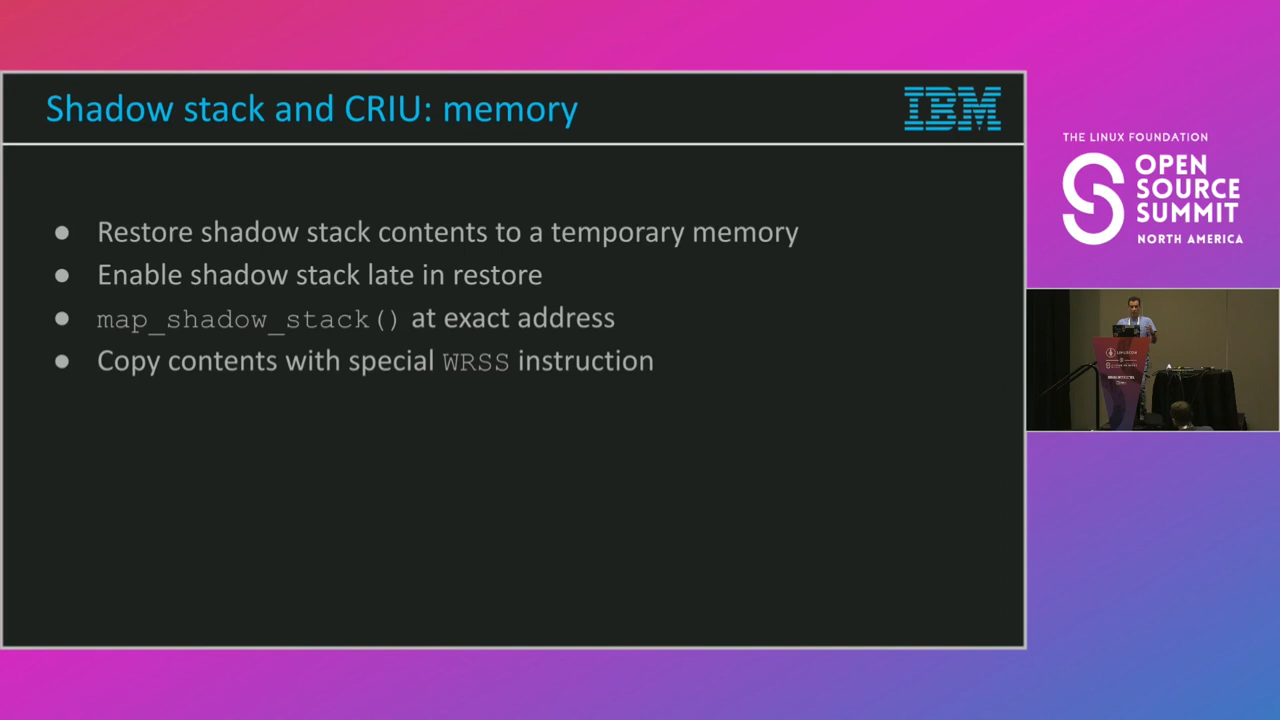 Shadow stack and CRIU: memory
IBM
● Restore shadow stack contents to a temporary memory
● Enable shadow stack late in restore
● map_shadow_stack() at exact address
● Copy contents with special WRSS instruction
THE LINUX FOUNDATION
OPEN
SOURCE
SUMMIT
NORTH AMERICA